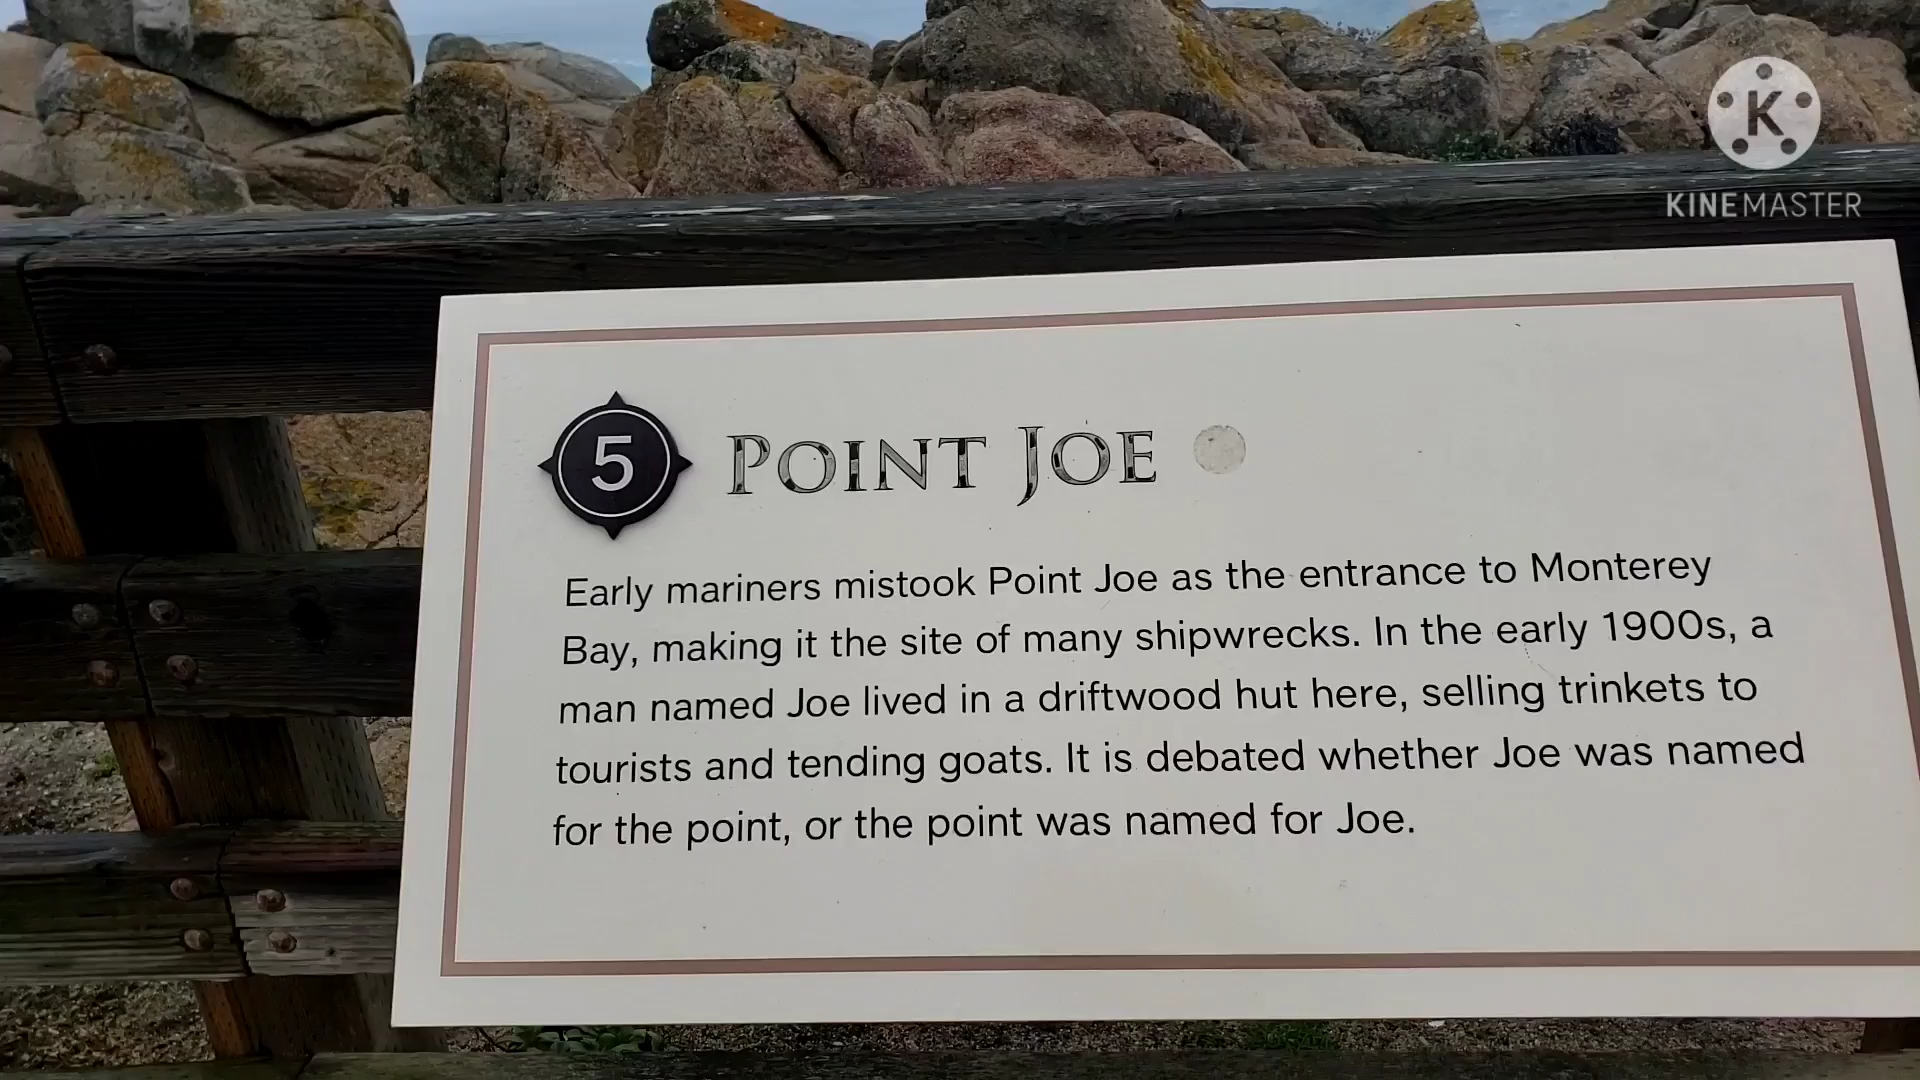 K
KINEMASTER
5
POINT JOE
Early mariners mistook Point Joe as the entrance to Monterey
Bay, making it the site of many shipwrecks. In the early 1900s, a
man named Joe lived in a driftwood hut here, selling trinkets to
tourists and tending goats. It is debated whether Joe was named
for the point, or the point was named for Joe.